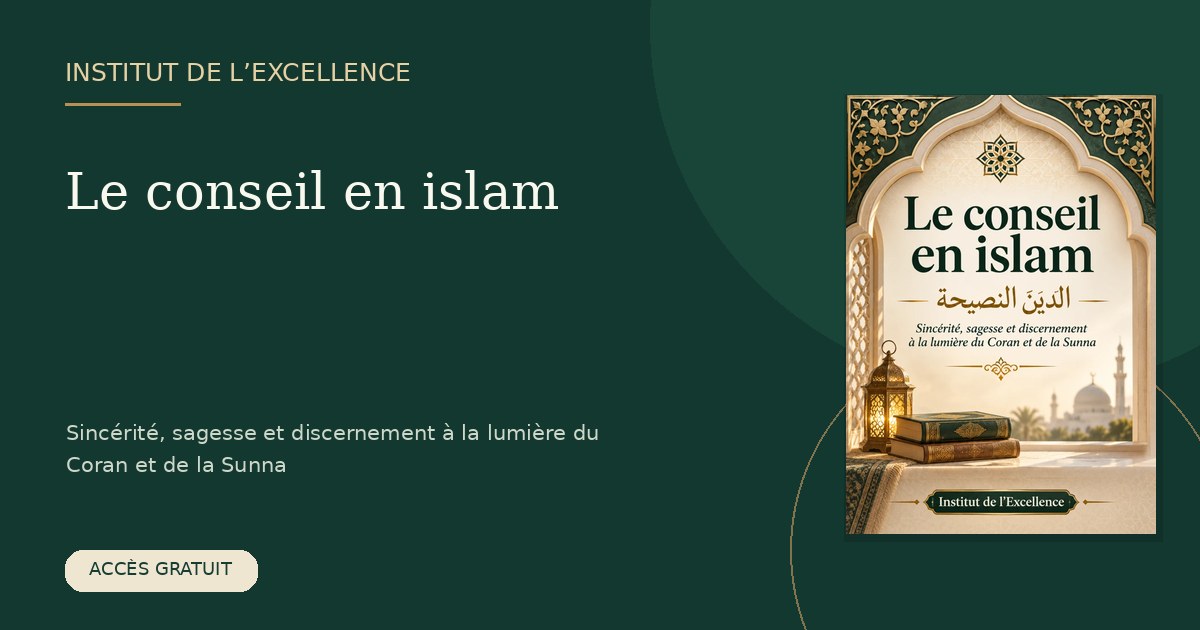 INSTITUT DE L’EXCELLENCE
Le conseil en islam
Sincérité, sagesse et discernement à la lumière du
Coran et de la Sunna
ACCÈS GRATUIT
Le conseil
en islam
الدّيَنَ النصيحة
Sincérité, sagesse et discernement
à la lumière du Coran et de la Sunna
Institut de l’Excellence